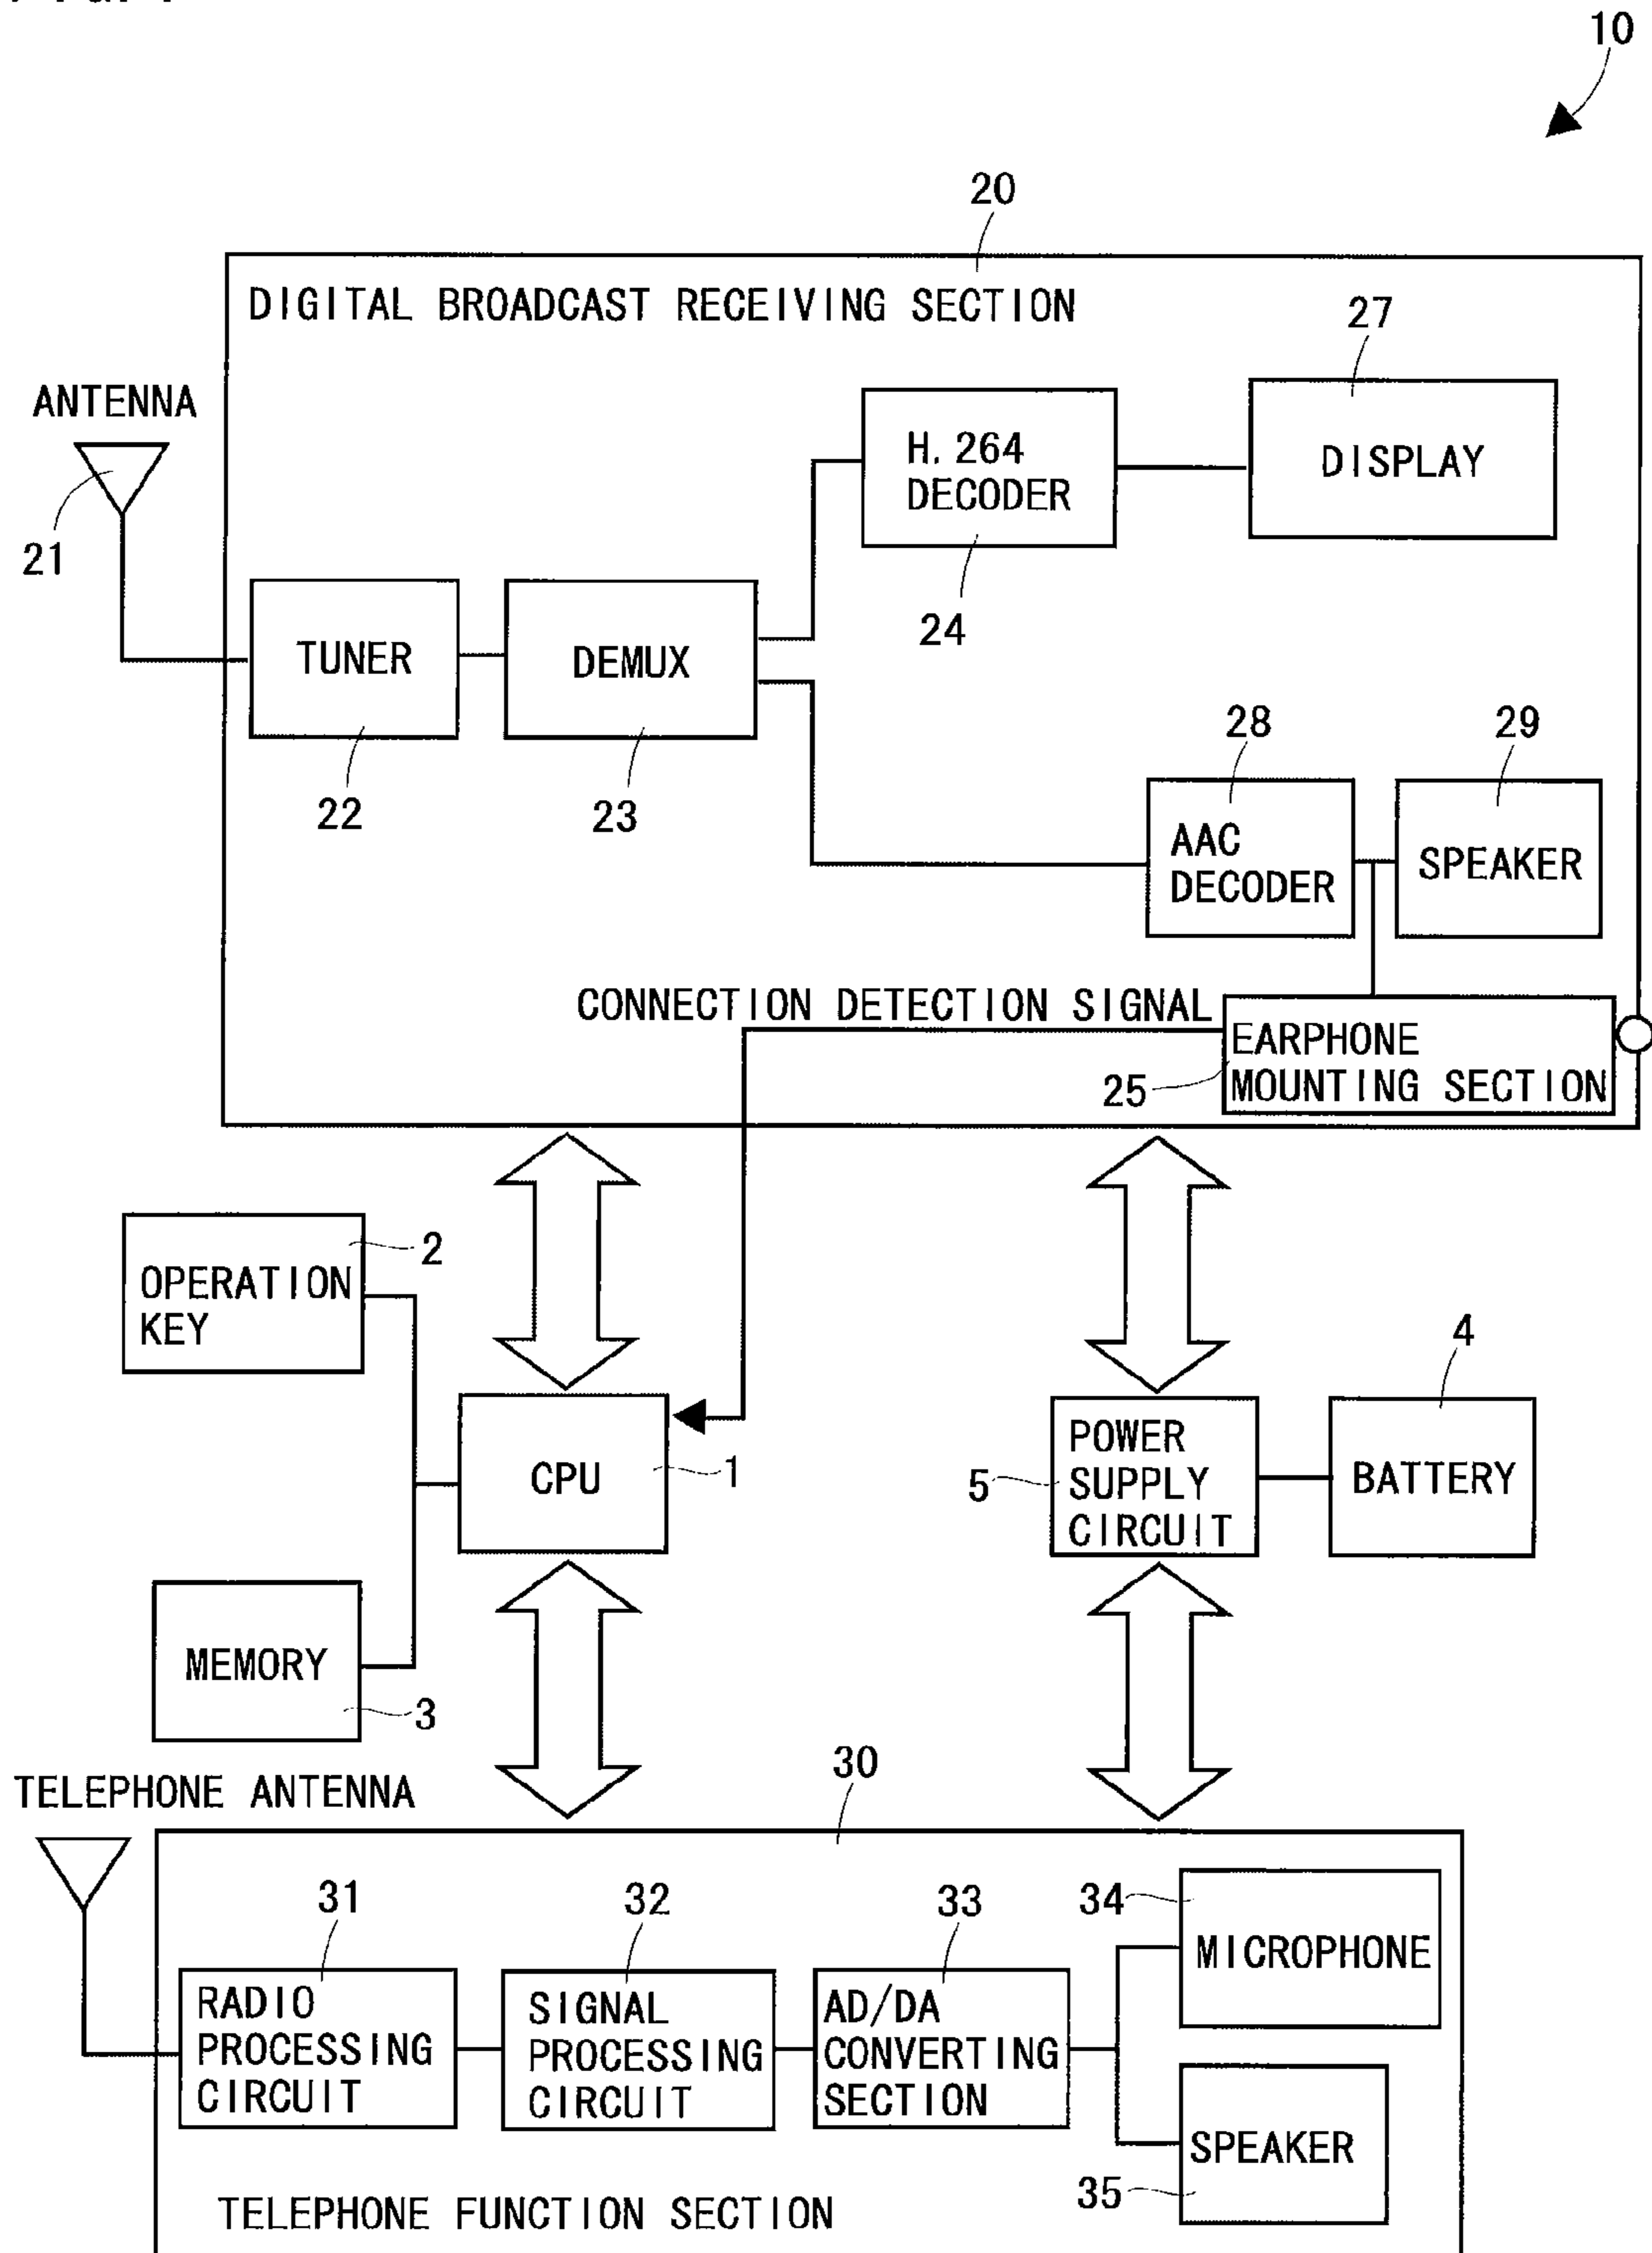 10
20
DIGITAL BROADCAST RECEIVING SECTION
27
ANTENNA
H. 264
DECODER
DISPLAY
21
24
TUNER
DEMUX
28
29
22
23
AAC
DECODER
SPEAKER
CONNECTION DETECTION SIGNAL
EARPHONE
MOUNTING SECTION
25
2
OPERATION
KEY
4
CPU
1
POWER
SUPPLY
CIRCUIT
5
BATTERY
MEMORY
3
30
TELEPHONE ANTENNA
31
32
33
34
MICROPHONE
RADIO
PROCESSING
CIRCUIT
SIGNAL
PROCESSING
CIRCUIT
AD/DA
CONVERTING
SECTION
SPEAKER
35
TELEPHONE FUNCTION SECTION